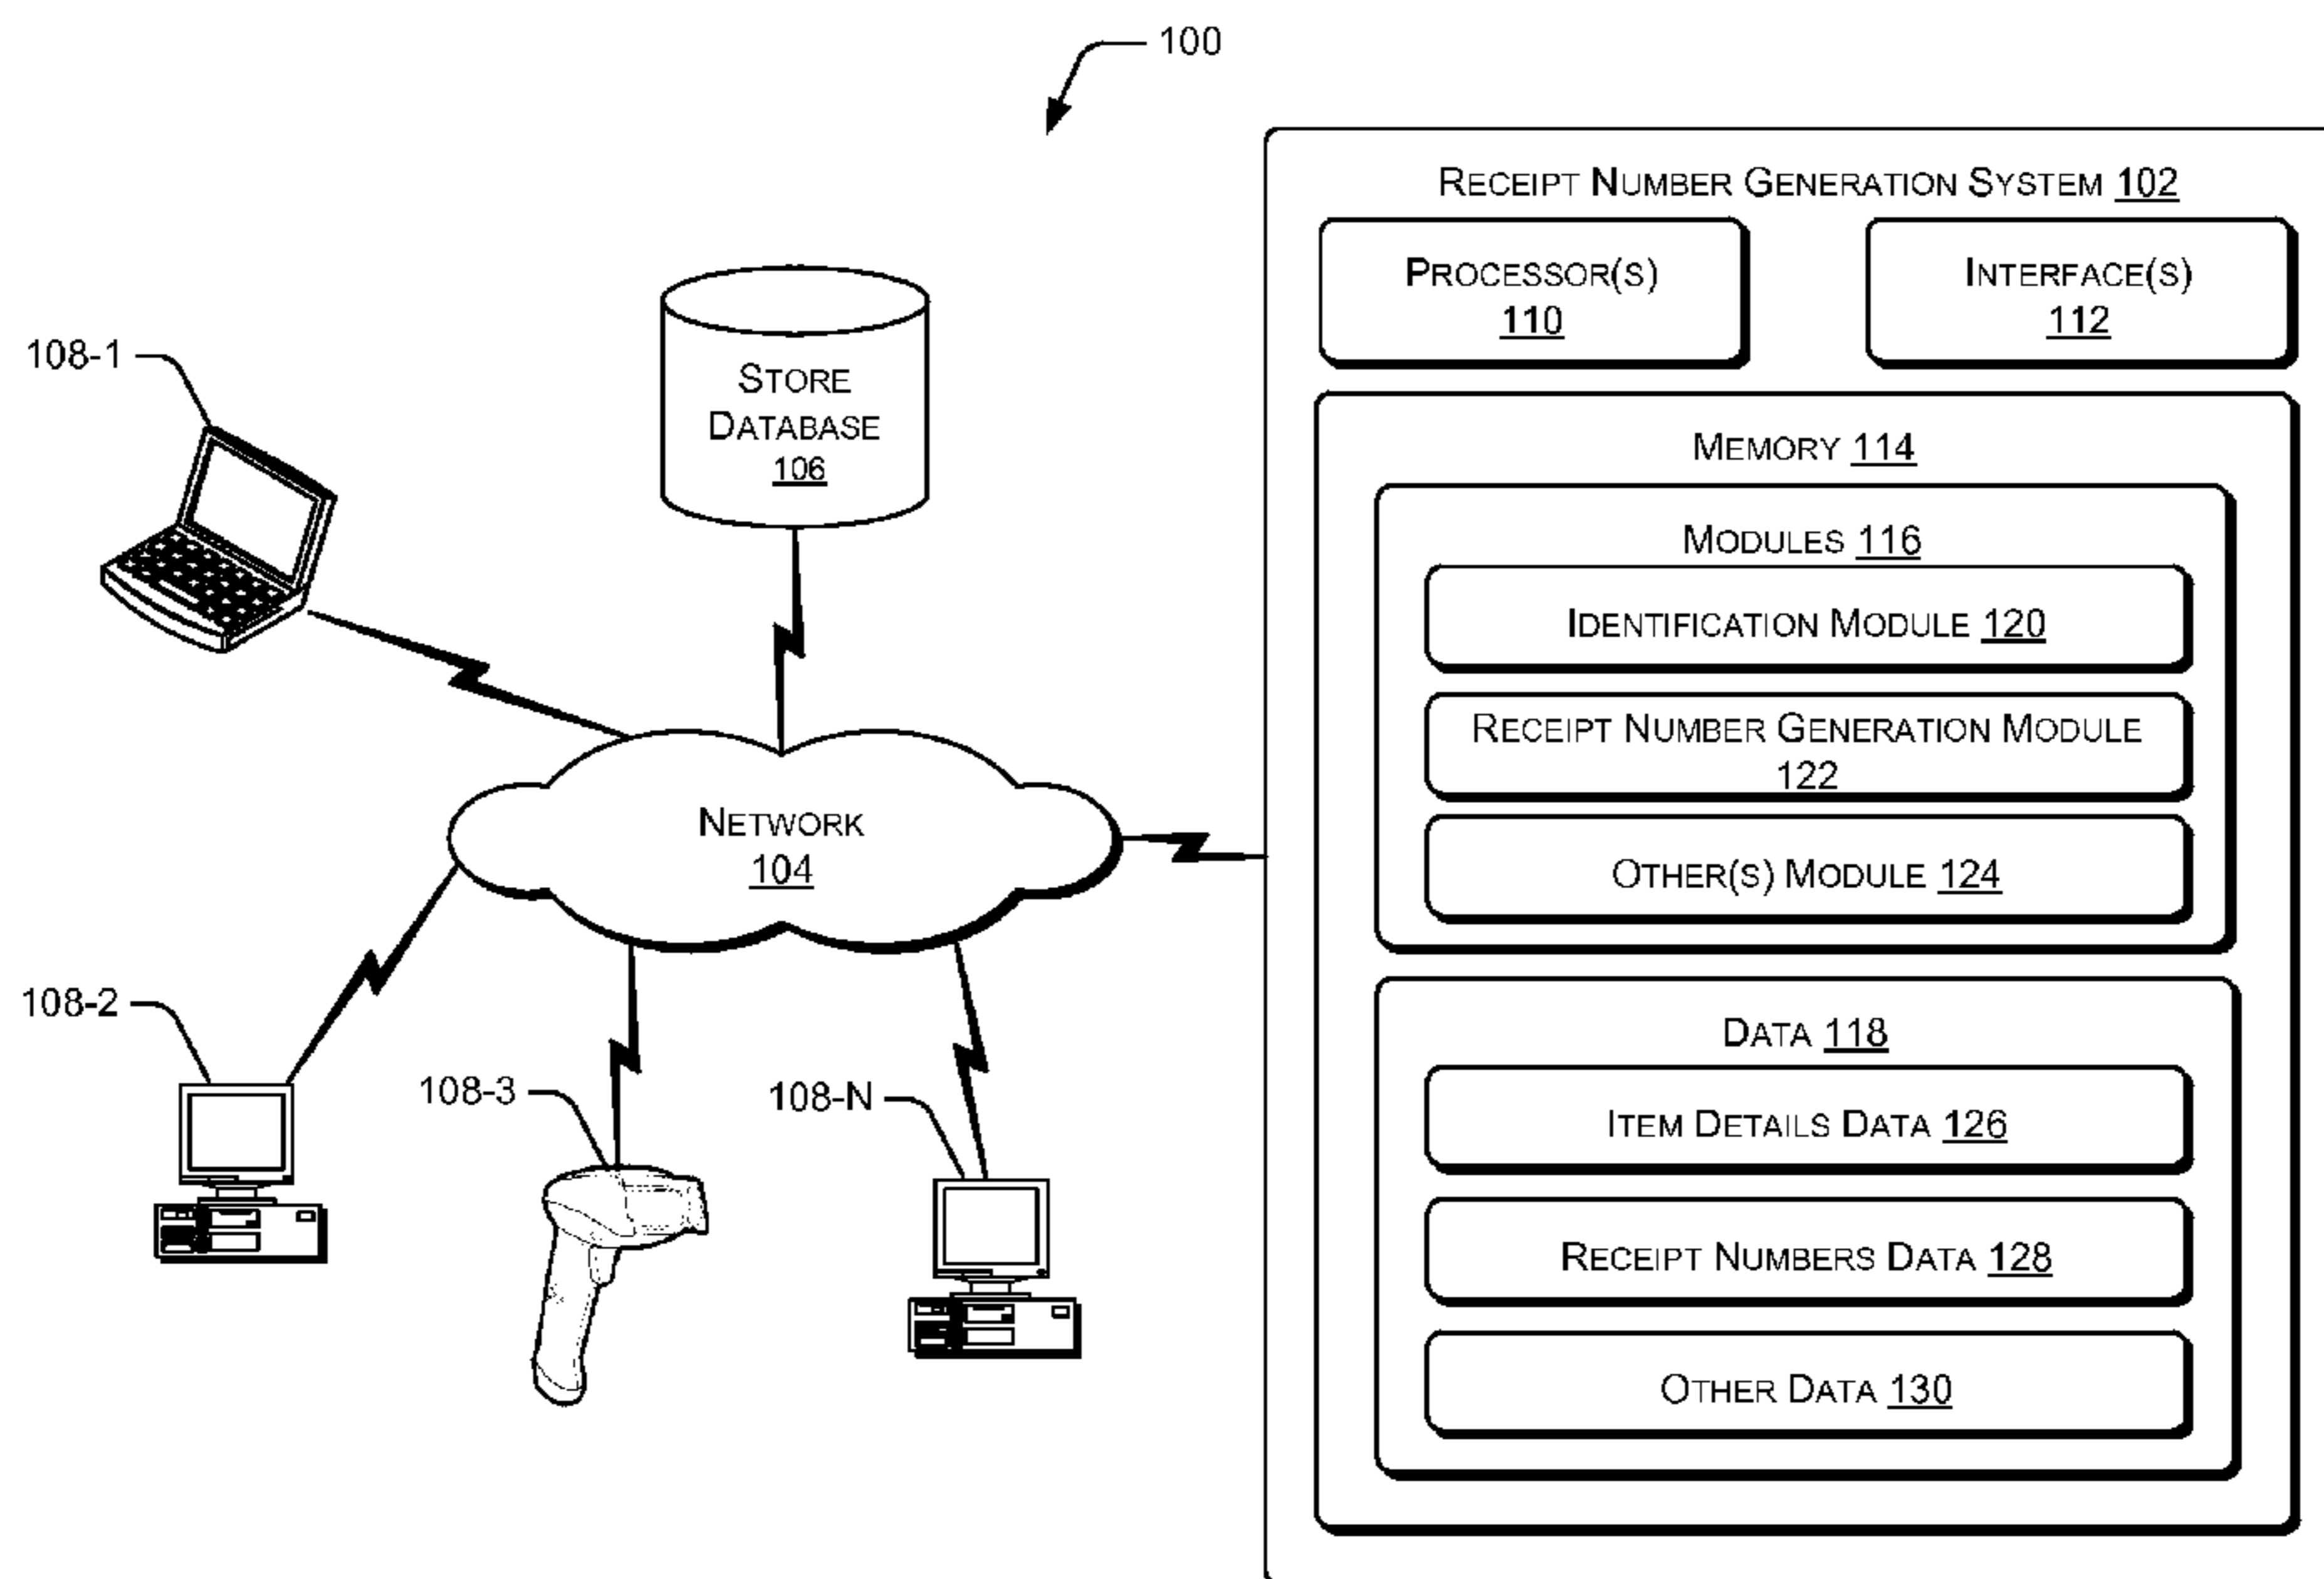 100
RECEIPT NUMBER GENERATION SYSTEM 102
PROCESSOR(S)
110
INTERFACE(S)
112
108-1
STORE
DATABASE
106
MEMORY 114
MODULES 116
IDENTIFICATION MODULE 120
RECEIPT NUMBER GENERATION MODULE
122
OTHER(S) MODULE 124
NETWORK
104
108-2
108-3
108-N
DATA 118
ITEM DETAILS DATA 126
RECEIPT NUMBERS DATA 128
OTHER DATA 130